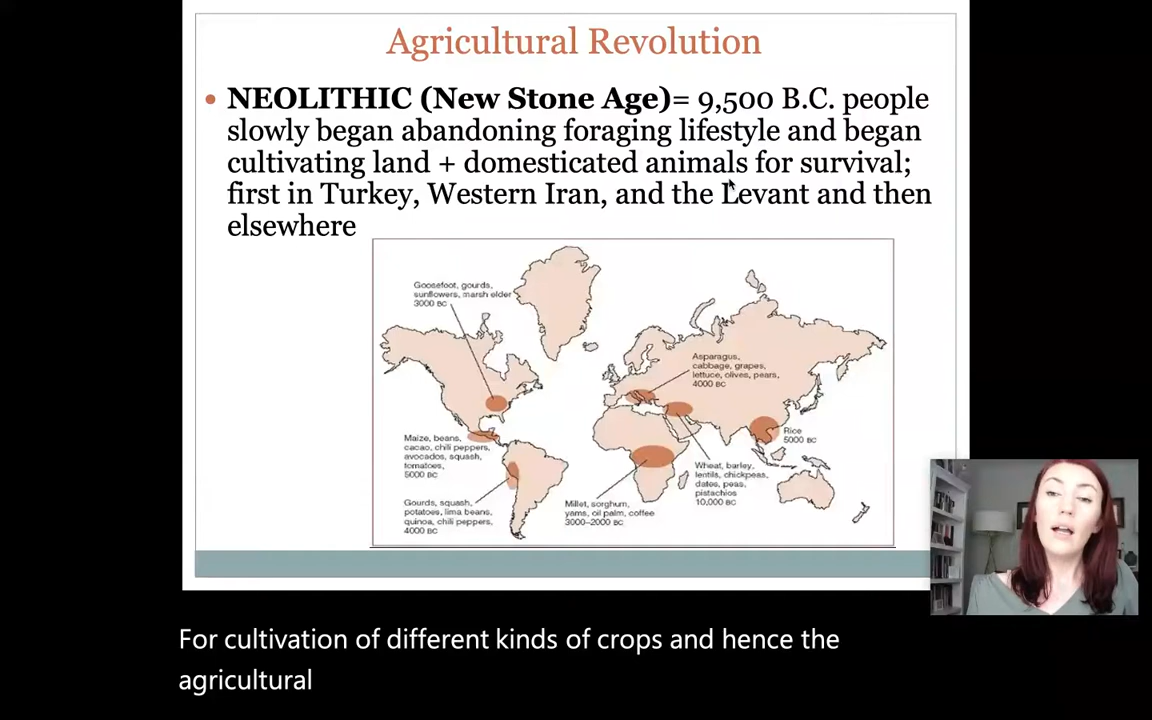 Agricultural Revolution
• NEOLITHIC (New Stone Age)= 9,500 B.C. people
slowly began abandoning foraging lifestyle and began
cultivating land + domesticated animals for survival;
first in Turkey, Western Iran, and the Levant and then
elsewhere
Goosefoot, gourds,
sunflowers, marsh elder
3000 BC
Asparagus,
cabbage, grapes,
lettuce, olives, pears,
4000 BC
Rice
5000 BC
Maize, beans,
cacao, chili peppers,
avocados, squash,
tomatoes,
5000 BC
Wheat, barley,
lentils, chickpeas,
dates, peas,
pistachios
10,000 BC
Gourds, squash,
potatoes, lima beans,
quinoa, chili peppers,
4000 BC
Millet, sorghum,
yams, oil palm, coffee
3000–2000 BC
For cultivation of different kinds of crops and hence the
agricultural